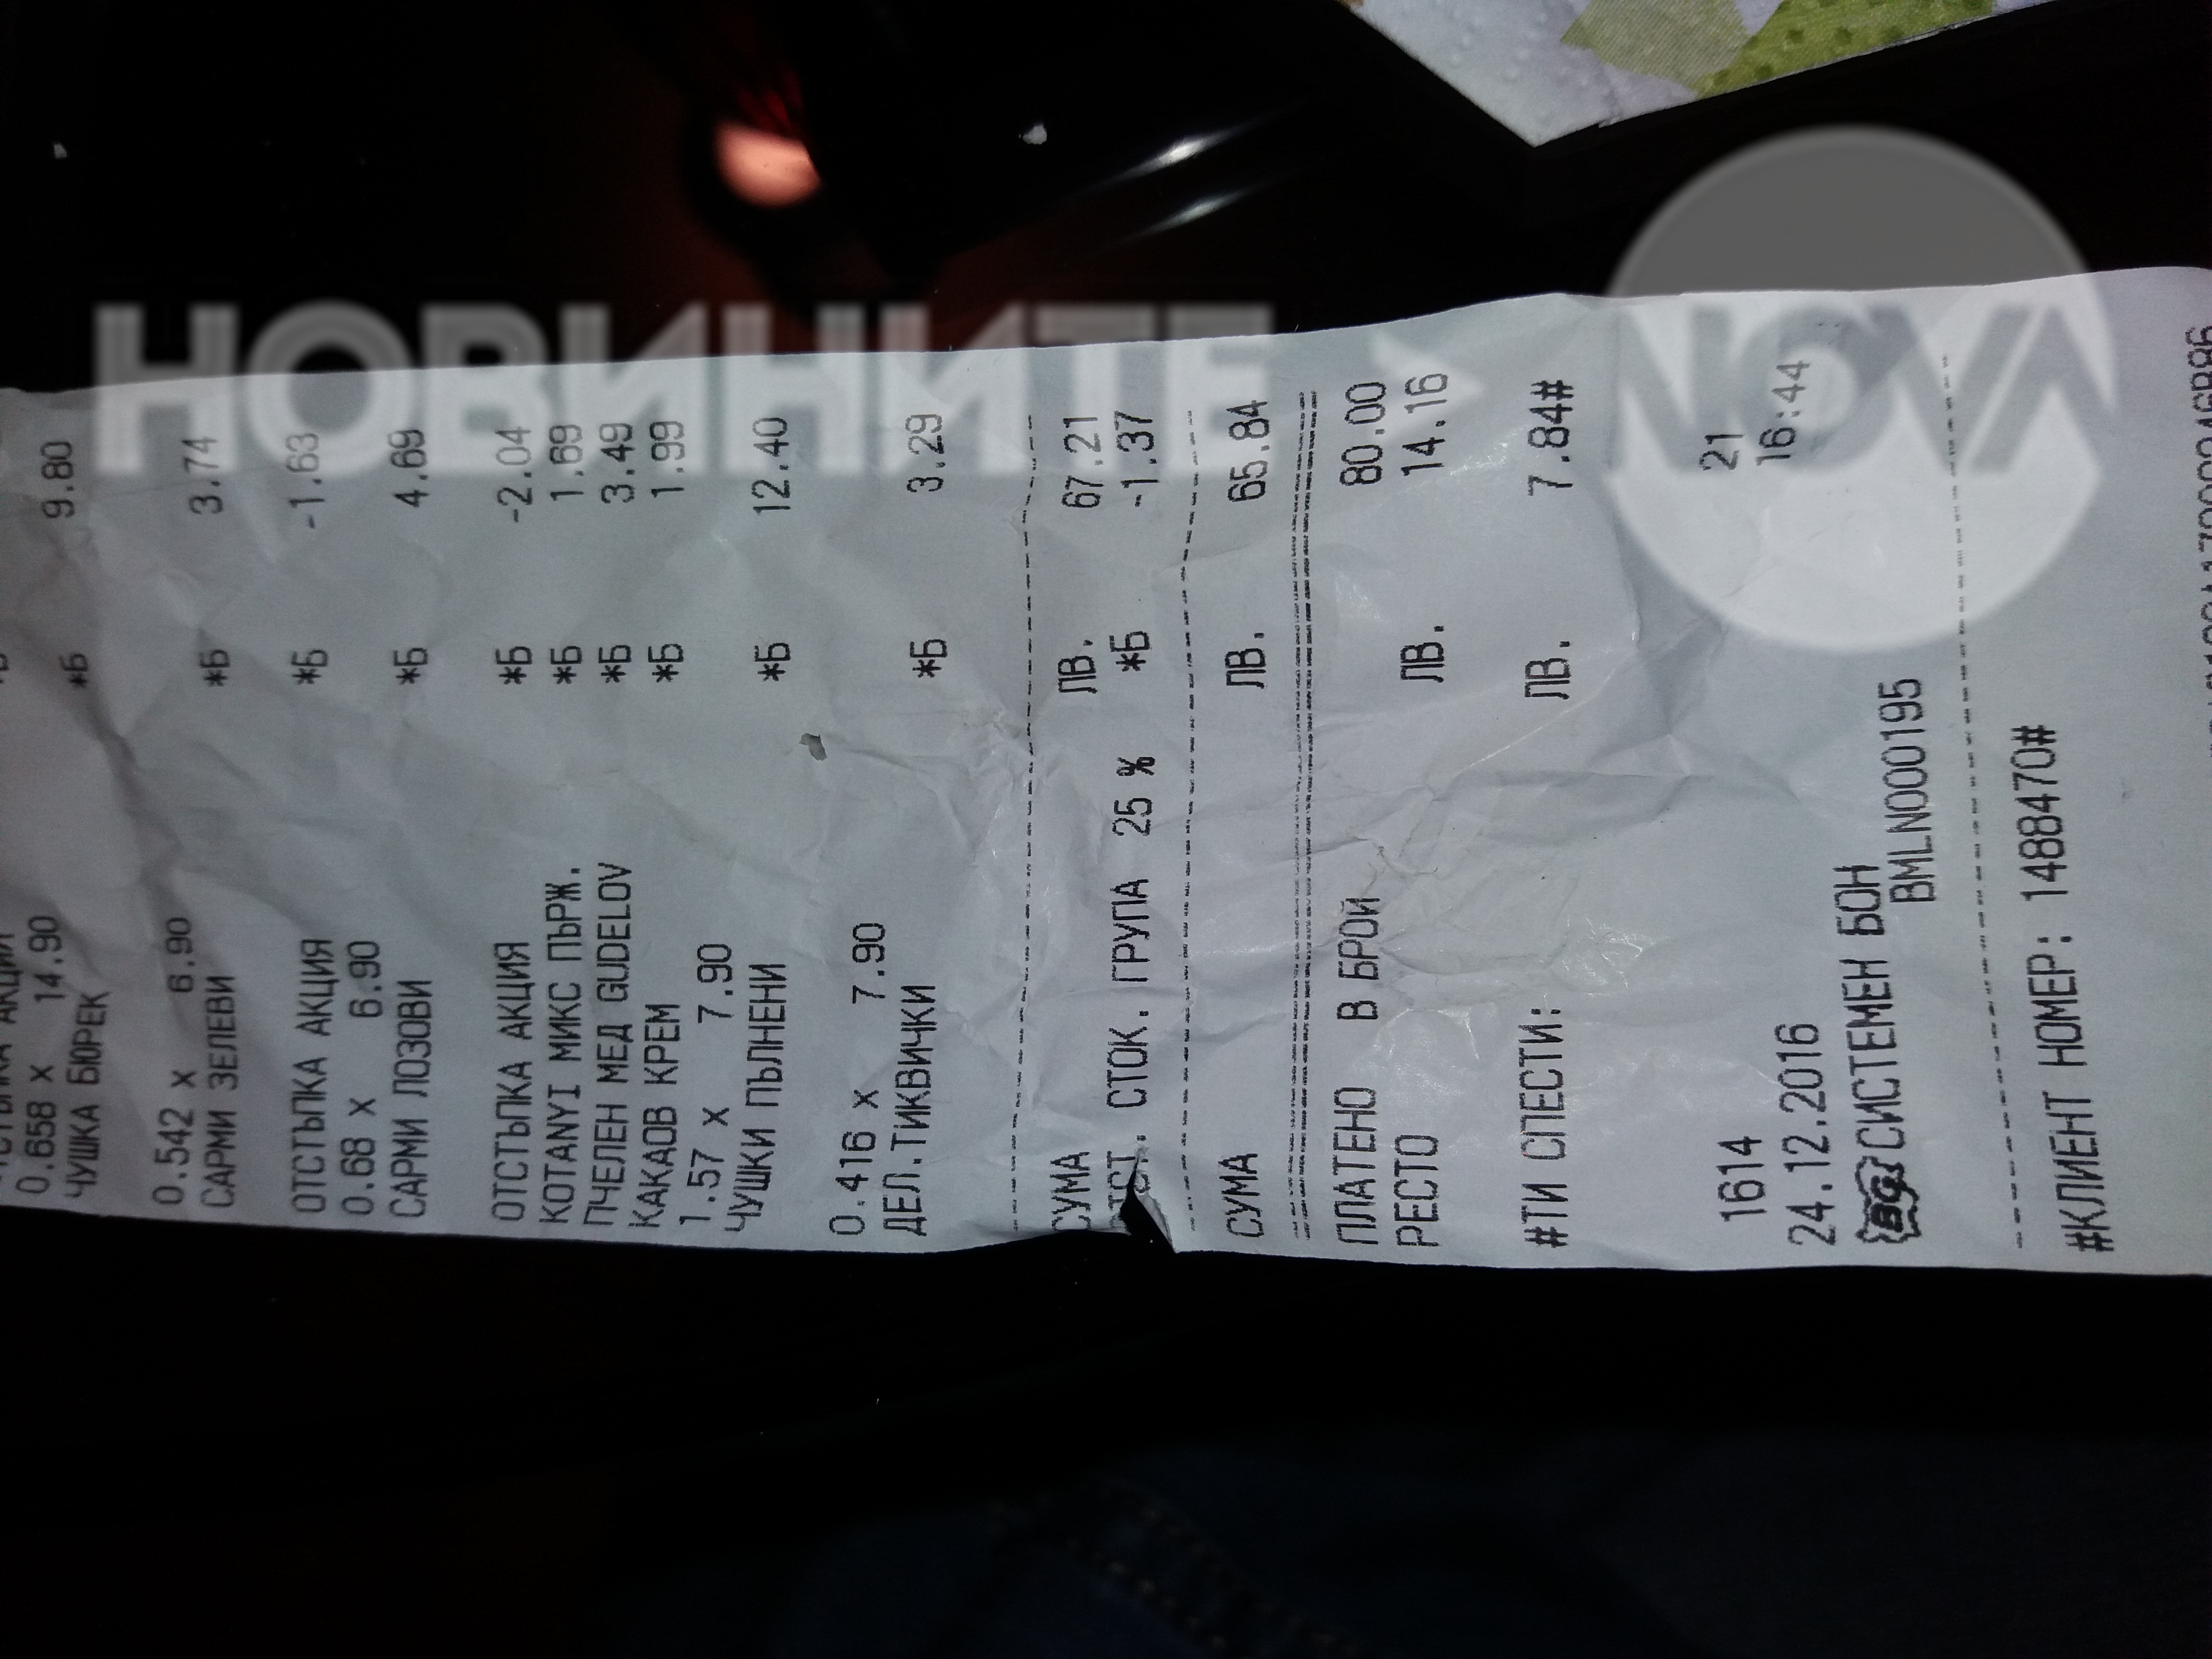 0.658 x 14.90
ЧУШКА БЮРЕК *Б 9.80
0.542 x 6.90
САРМИ ЗЕЛЕВИ *Б 3.74
ОТСТЪПКА АКЦИЯ *Б -1.63
0.68 x 6.90
САРМИ ЛОЗОВИ *Б 4.69
ОТСТЪПКА АКЦИЯ *Б -2.04
KOTANYI МИКС ПЪРЖ. *Б 1.69
ПЧЕЛЕН МЕД GUDELOV *Б 3.49
КАКАОВ КРЕМ *Б 1.99
1.57 x 7.90
ЧУШКИ ПЪЛНЕНИ *Б 12.40
0.416 x 7.90
ДЕЛ.ТИКВИЧКИ *Б 3.29
СУМА ЛВ. 67.21
СТОК. ГРУПА 25 % *Б -1.37
СУМА ЛВ. 65.84
ПЛАТЕНО В БРОЙ 80.00
РЕСТО ЛВ. 14.16
#ТИ СПЕСТИ: ЛВ. 7.84#
1614 21
24.12.2016 16:44
BG СИСТЕМЕН БОН
BMLN000195
#КЛИЕНТ НОМЕР: 1488470#
НОВИНИТЕ
NOVA